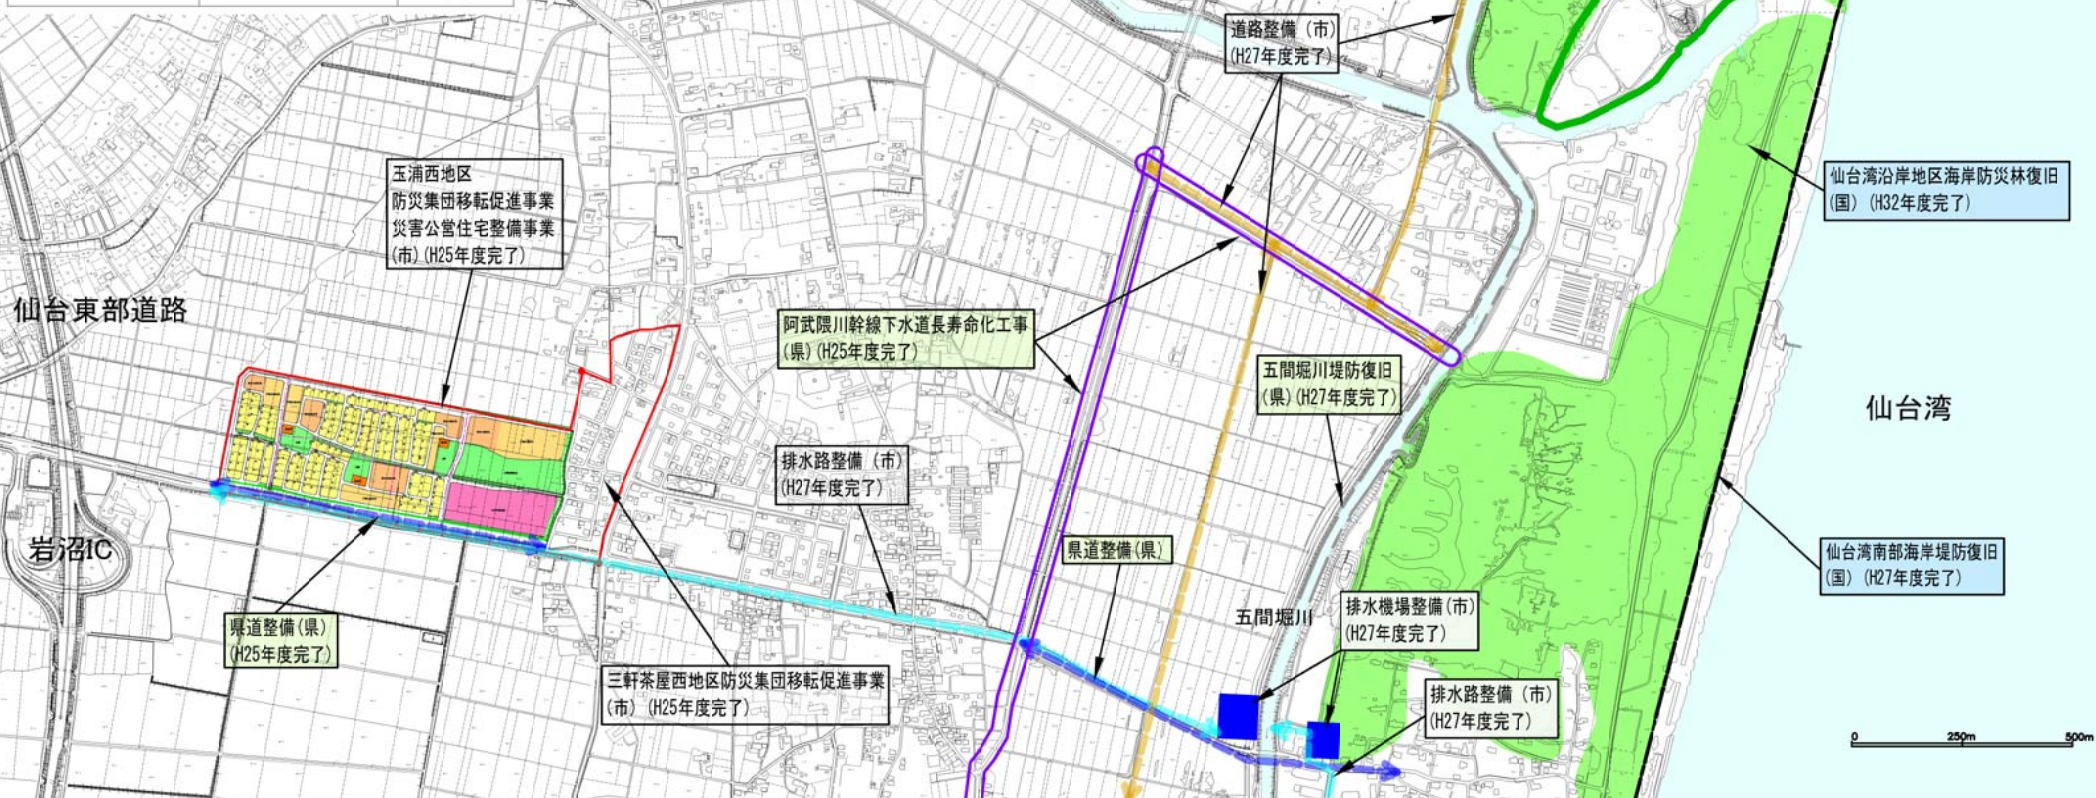 道路整備（市）
(H27年度完了)
玉浦西地区
防災集団移転促進事業
災害公営住宅整備事業
(市)(H25年度完了)
仙台湾沿岸地区海岸防災林復旧
(国）(H32年度完了)
仙台東部道路
阿武隈川幹線下水道長寿命化工事
(県)(H25年度完了)
五間堀川堤防復旧
(県)(H27年度完了)
仙台湾
排水路整備（市）
(H27年度完了)
岩沼IC
県道整備(県)
仙台湾南部海岸堤防復旧
(国）(H27年度完了)
五間堀川
排水機場整備(市)
(H27年度完了)
県道整備(県)
(H25年度完了)
三軒茶屋西地区防災集団移転促進事業
(市）(H25年度完了)
排水路整備（市）
(H27年度完了)
0 250m 500m